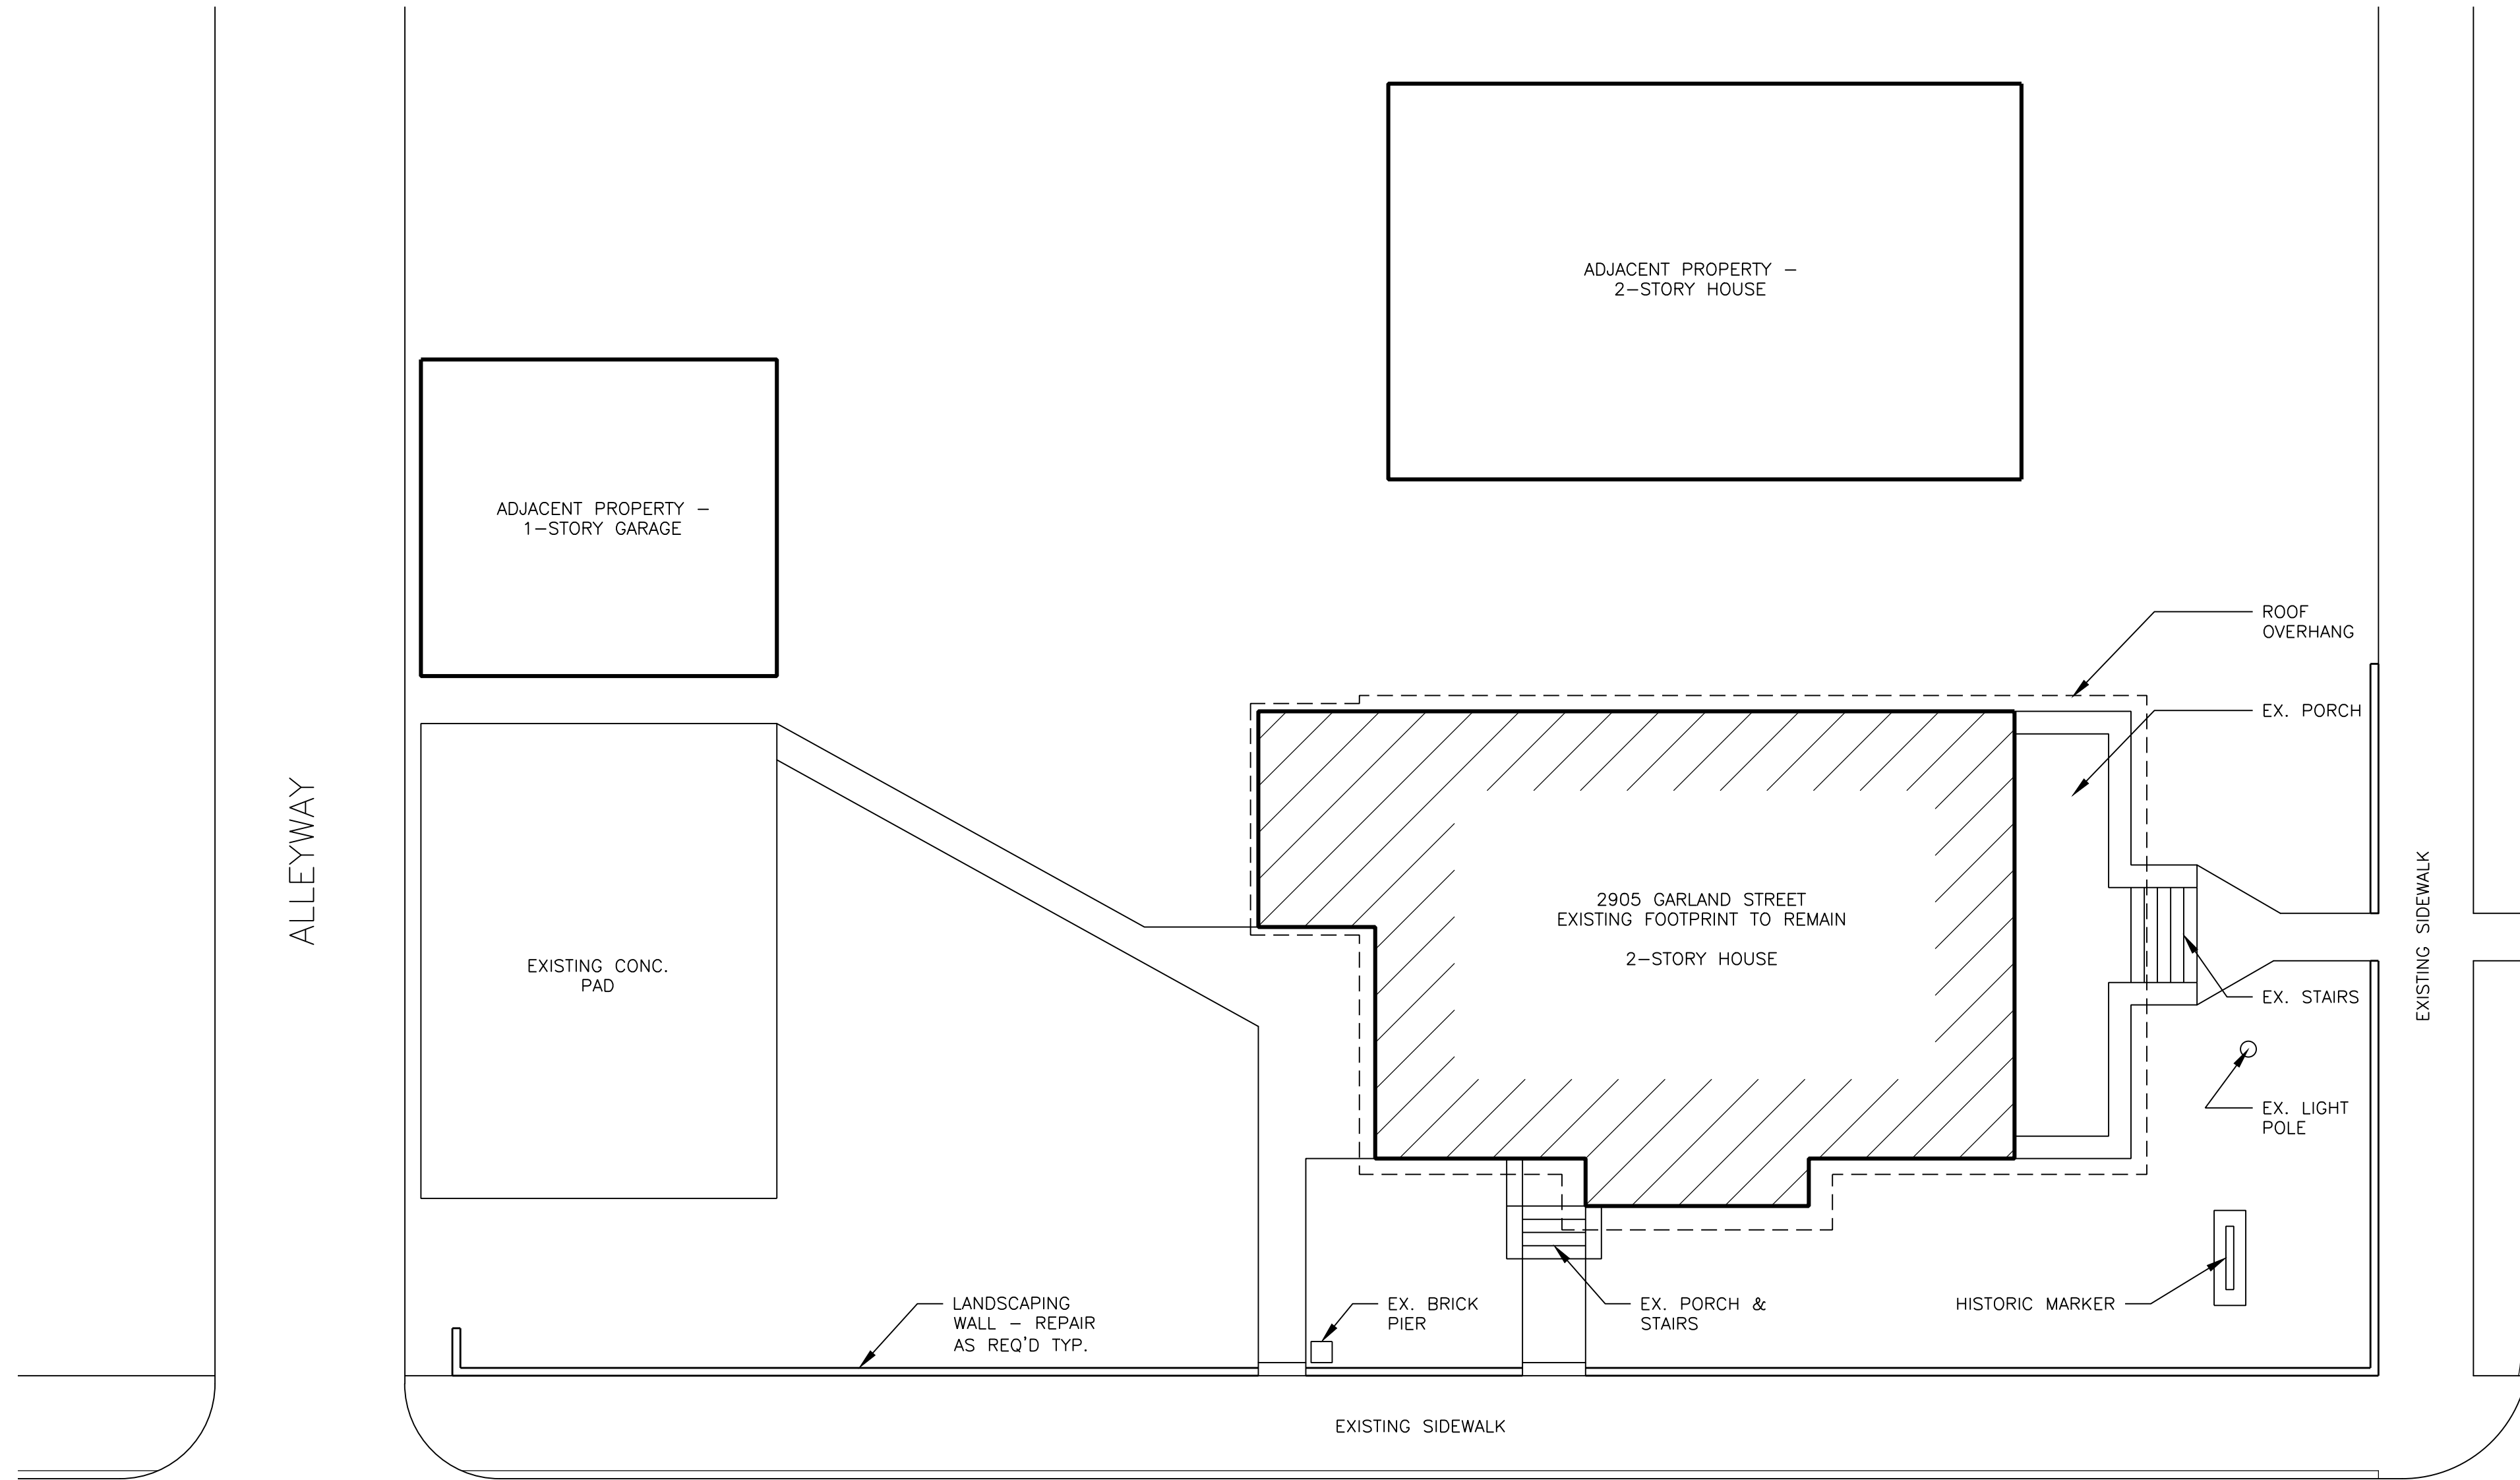 ADJACENT PROPERTY –
2–STORY HOUSE
ADJACENT PROPERTY –
1–STORY GARAGE
ROOF
OVERHANG
EX. PORCH
ALLEYWAY
2905 GARLAND STREET
EXISTING FOOTPRINT TO REMAIN
2–STORY HOUSE
EXISTING SIDEWALK
EXISTING CONC.
PAD
EX. STAIRS
EX. LIGHT
POLE
LANDSCAPING
WALL – REPAIR
AS REQ'D TYP.
EX. BRICK
PIER
EX. PORCH &
STAIRS
HISTORIC MARKER
EXISTING SIDEWALK